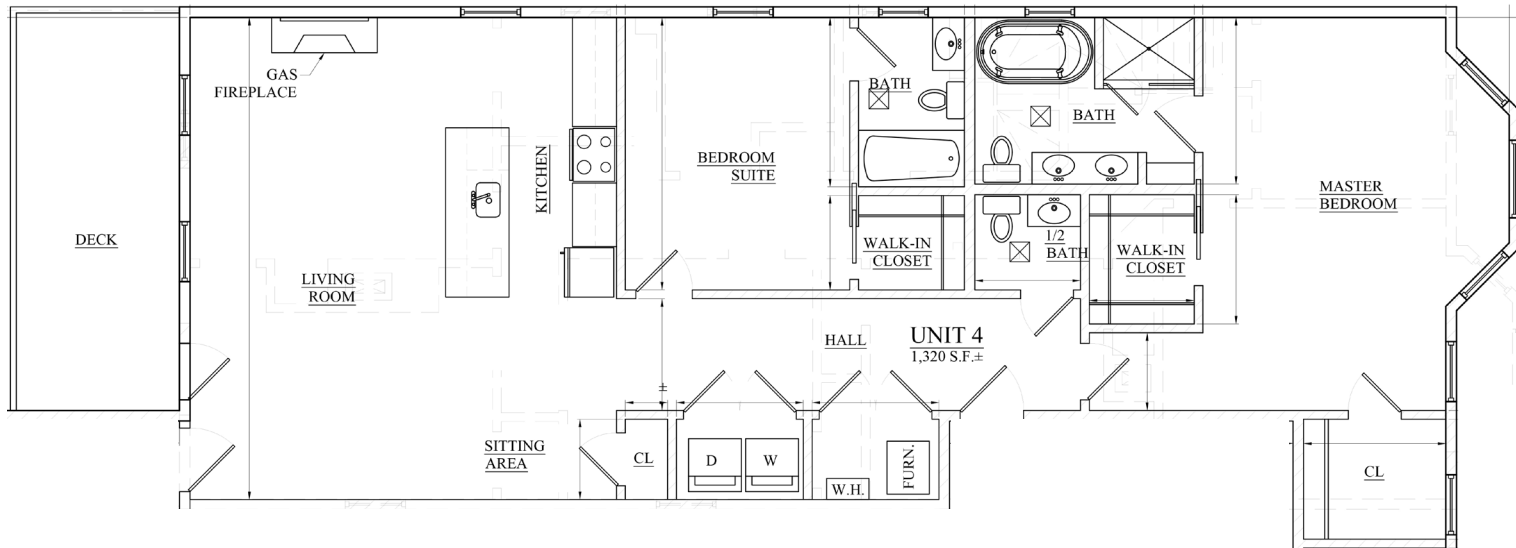 GAS
FIREPLACE
DECK
LIVING
ROOM
KITCHEN
BEDROOM
SUITE
BATH
WALK-IN
CLOSET
BATH
1/2
BATH
WALK-IN
CLOSET
MASTER
BEDROOM
HALL
UNIT 4
1,320 S.F.±
±
SITTING
AREA
CL
D
W
W.H.
FURN.
CL